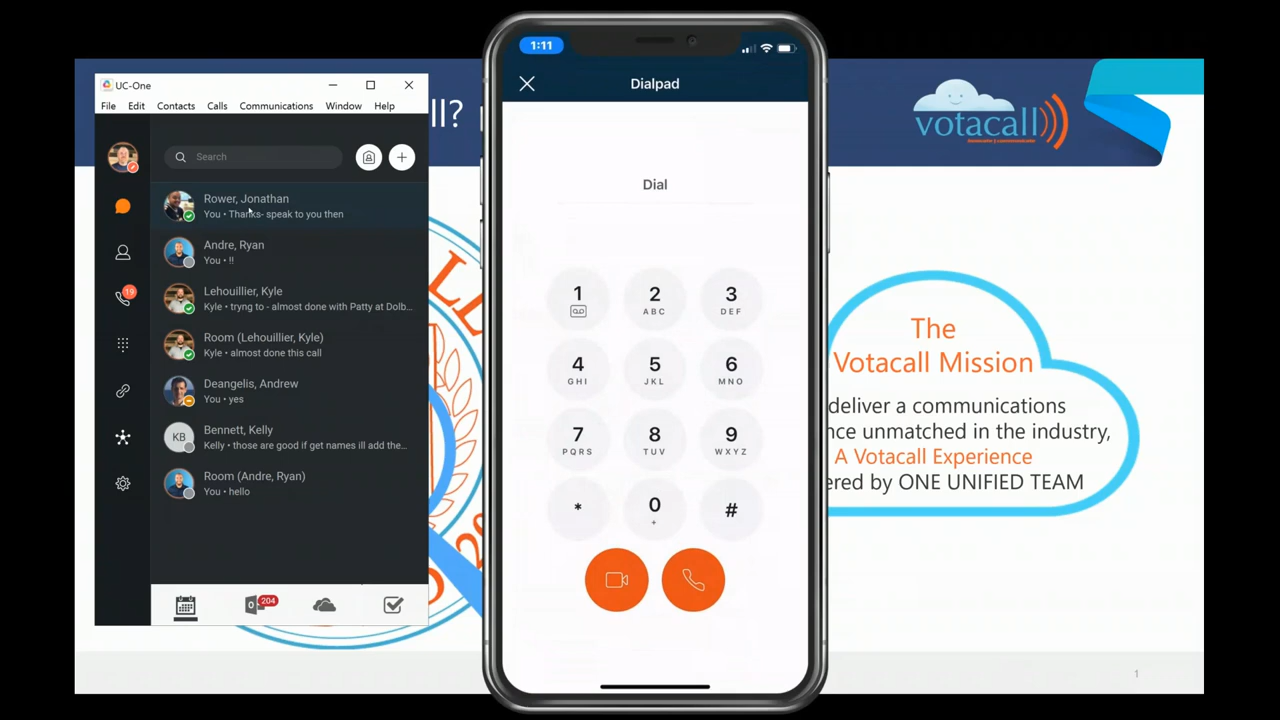 UC-One
File Edit Contacts Calls Communications Window Help
Search
Rower, Jonathan
You • Thanks- speak to you then
Andre, Ryan
You • !!
Lehouillier, Kyle
Kyle • tryng to - almost done with Patty at Dolb...
19
Room (Lehouillier, Kyle)
Kyle • almost done this call
Deangelis, Andrew
You • yes
KB
Bennett, Kelly
Kelly • those are good if get names ill add the...
Room (Andre, Ryan)
You • hello
204
ll?
1:11
Dialpad
Dial
1 2 3
ABC DEF
4 5 6
GHI JKL MNO
7 8 9
PQRS TUV WXYZ
* 0 #
+
votacall
The
Votacall Mission
deliver a communications
nce unmatched in the industry,
A Votacall Experience
ered by ONE UNIFIED TEAM
1